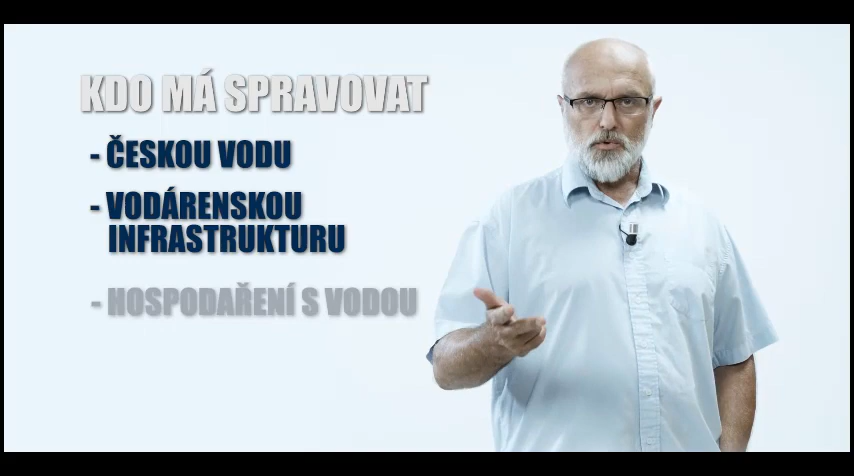 KDO MÁ SPRAVOVAT
- ČESKOU VODU
- VODÁRENSKOU
INFRASTRUKTURU
- HOSPODAŘENÍ S VODOU